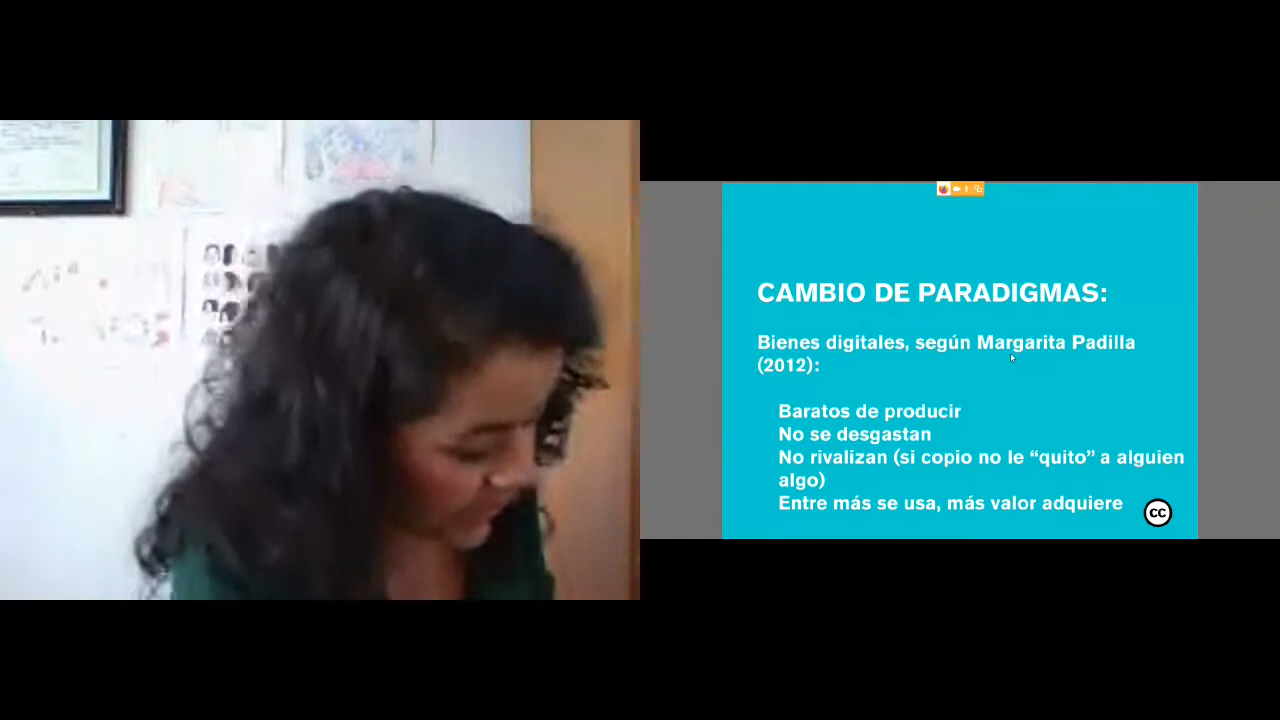 CAMBIO DE PARADIGMAS:
Bienes digitales, según Margarita Padilla
(2012):
Baratos de producir
No se desgastan
No rivalizan (si copio no le “quito” a alguien
algo)
Entre más se usa, más valor adquiere
cc